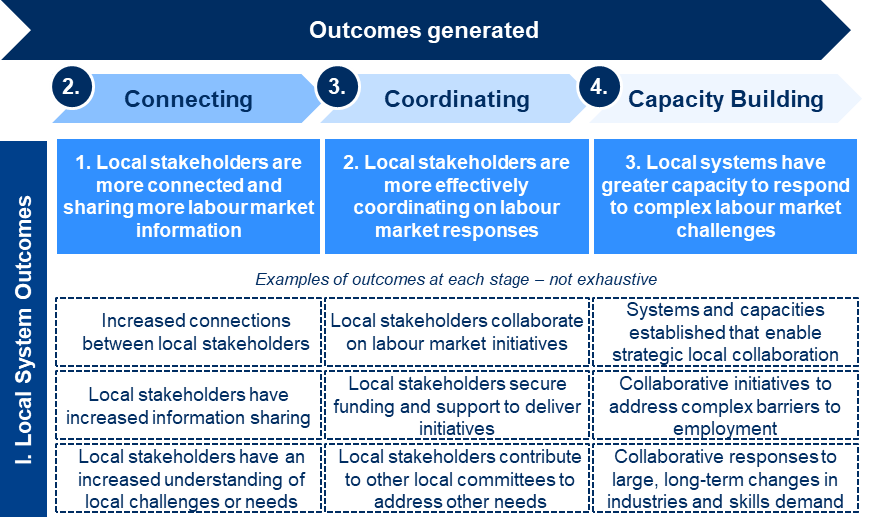 Outcomes generated
2.
Connecting
3.
Coordinating
4.
Capacity Building
I. Local System Outcomes
1. Local stakeholders are
more connected and
sharing more labour market
information
2. Local stakeholders are
more effectively
coordinating on labour
market responses
3. Local systems have
greater capacity to respond
to complex labour market
challenges
Examples of outcomes at each stage – not exhaustive
Increased connections
between local stakeholders
Local stakeholders collaborate
on labour market initiatives
Systems and capacities
established that enable
strategic local collaboration
Local stakeholders have
increased information sharing
Local stakeholders secure
funding and support to deliver
initiatives
Collaborative initiatives to
address complex barriers to
employment
Local stakeholders have an
increased understanding of
local challenges or needs
Local stakeholders contribute
to other local committees to
address other needs
Collaborative responses to
large, long-term changes in
industries and skills demand